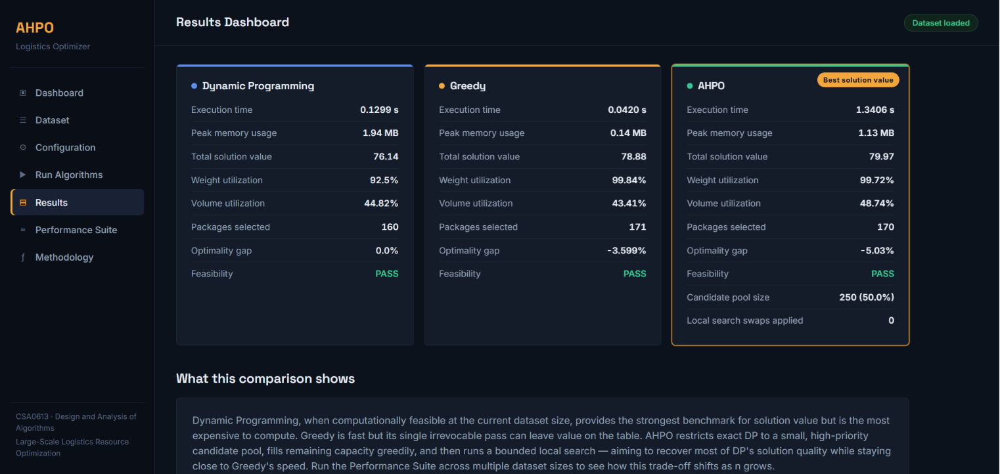 AHPO
Logistics Optimizer
Dashboard
Dataset
Configuration
Run Algorithms
Results
Performance Suite
Methodology
CSA0613 · Design and Analysis of
Algorithms
Large-Scale Logistics Resource
Optimization
Results Dashboard
Dataset loaded
Dynamic Programming
Execution time 0.1299 s
Peak memory usage 1.94 MB
Total solution value 76.14
Weight utilization 92.5%
Volume utilization 44.82%
Packages selected 160
Optimality gap 0.0%
Feasibility PASS
Greedy
Execution time 0.0420 s
Peak memory usage 0.14 MB
Total solution value 78.88
Weight utilization 99.84%
Volume utilization 43.41%
Packages selected 171
Optimality gap -3.599%
Feasibility PASS
AHPO
Best solution value
Execution time 1.3406 s
Peak memory usage 1.13 MB
Total solution value 79.97
Weight utilization 99.72%
Volume utilization 48.74%
Packages selected 170
Optimality gap -5.03%
Feasibility PASS
Candidate pool size 250 (50.0%)
Local search swaps applied 0
What this comparison shows
Dynamic Programming, when computationally feasible at the current dataset size, provides the strongest benchmark for solution value but is the most
expensive to compute. Greedy is fast but its single irrevocable pass can leave value on the table. AHPO restricts exact DP to a small, high-priority
candidate pool, fills remaining capacity greedily, and then runs a bounded local search — aiming to recover most of DP's solution quality while staying
close to Greedy's speed. Run the Performance Suite across multiple dataset sizes to see how this trade-off shifts as n grows.